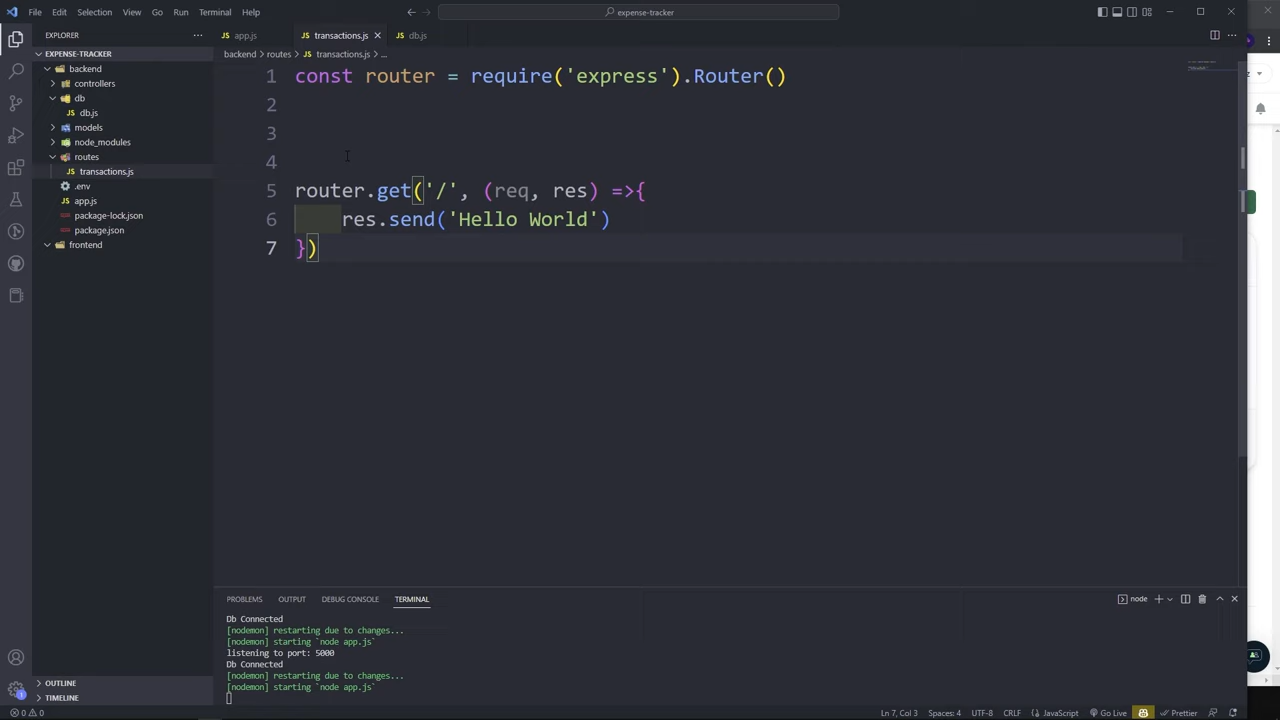 File Edit Selection View Go Run Terminal Help
expense-tracker
EXPLORER
app.js
transactions.js
db.js
EXPENSE-TRACKER
backend > routes > transactions.js > ...
backend
controllers
db
db.js
models
node_modules
routes
transactions.js
.env
app.js
package-lock.json
package.json
frontend
1 const router = require('express').Router()
2
3
4
5 router.get('/', (req, res) =>{
6 res.send('Hello World')
7 })
PROBLEMS OUTPUT DEBUG CONSOLE TERMINAL
node
Db Connected
[nodemon] restarting due to changes...
[nodemon] starting `node app.js`
listening to port: 5000
Db Connected
[nodemon] restarting due to changes...
[nodemon] starting `node app.js`
OUTLINE
TIMELINE
1
0 0
Ln 7, Col 3 Spaces: 4 UTF-8 CRLF JavaScript Go Live Prettier